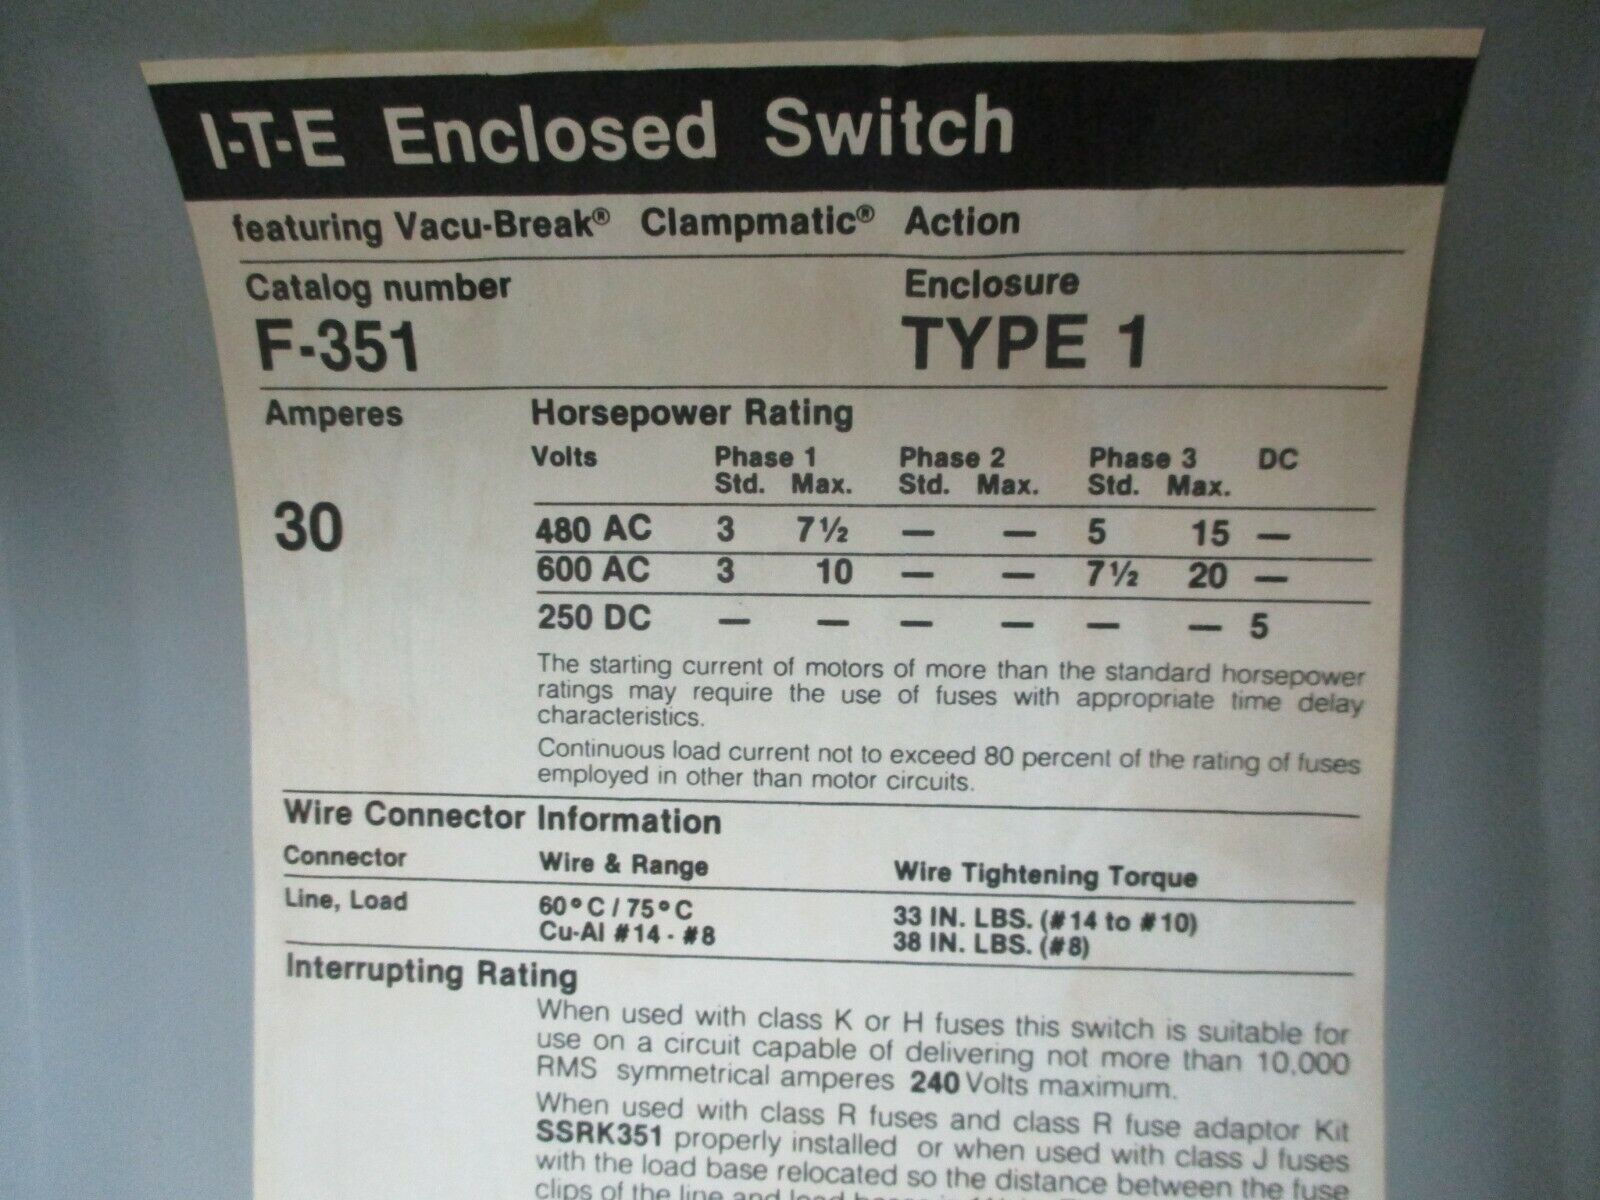 I-T-E Enclosed Switch
featuring Vacu-Break® Clampmatic® Action
Catalog number Enclosure
F-351 TYPE 1
Amperes Horsepower Rating
Volts Phase 1 Phase 2 Phase 3 DC
Std. Max. Std. Max. Std. Max.
30 480 AC 3 7½ — — 5 15 —
600 AC 3 10 — — 7½ 20 —
250 DC — — — — — — 5
The starting current of motors of more than the standard horsepower
ratings may require the use of fuses with appropriate time delay
characteristics.
Continuous load current not to exceed 80 percent of the rating of fuses
employed in other than motor circuits.
Wire Connector Information
Connector Wire & Range Wire Tightening Torque
Line, Load 60°C / 75°C 33 IN. LBS. (#14 to #10)
Cu-Al #14 - #8 38 IN. LBS. (#8)
Interrupting Rating
When used with class K or H fuses this switch is suitable for
use on a circuit capable of delivering not more than 10,000
RMS symmetrical amperes 240 Volts maximum.
When used with class R fuses and class R fuse adaptor Kit
SSRK351 properly installed or when used with class J fuses
with the load base relocated so the distance between the fuse
clips of the line and load